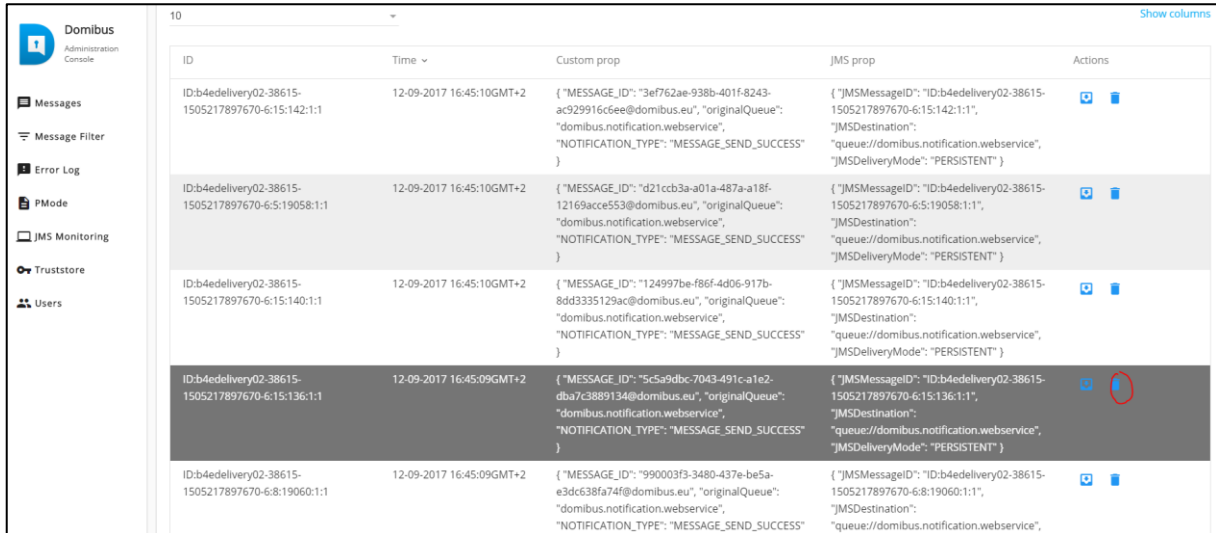 Domibus
Administration
Console
Messages
Message Filter
Error Log
PMode
JMS Monitoring
Truststore
Users
10
Show columns
ID
Time
Custom prop
JMS prop
Actions
ID:b4edelivery02-38615-
1505217897670-6:15:142:1:1
12-09-2017 16:45:10GMT+2
{ "MESSAGE_ID": "3ef762ae-938b-401f-8243-
ac929916c6ee@domibus.eu", "originalQueue":
"domibus.notification.webservice",
"NOTIFICATION_TYPE": "MESSAGE_SEND_SUCCESS"
}
{ "JMSMessageID": "ID:b4edelivery02-38615-
1505217897670-6:15:142:1:1",
"JMSDestination":
"queue://domibus.notification.webservice",
"JMSDeliveryMode": "PERSISTENT" }
ID:b4edelivery02-38615-
1505217897670-6:5:19058:1:1
12-09-2017 16:45:10GMT+2
{ "MESSAGE_ID": "d21ccb3a-a01a-487a-a18f-
12169acce553@domibus.eu", "originalQueue":
"domibus.notification.webservice",
"NOTIFICATION_TYPE": "MESSAGE_SEND_SUCCESS"
}
{ "JMSMessageID": "ID:b4edelivery02-38615-
1505217897670-6:5:19058:1:1",
"JMSDestination":
"queue://domibus.notification.webservice",
"JMSDeliveryMode": "PERSISTENT" }
ID:b4edelivery02-38615-
1505217897670-6:15:140:1:1
12-09-2017 16:45:10GMT+2
{ "MESSAGE_ID": "124997be-f86f-4d06-917b-
8dd3335129ac@domibus.eu", "originalQueue":
"domibus.notification.webservice",
"NOTIFICATION_TYPE": "MESSAGE_SEND_SUCCESS"
}
{ "JMSMessageID": "ID:b4edelivery02-38615-
1505217897670-6:15:140:1:1",
"JMSDestination":
"queue://domibus.notification.webservice",
"JMSDeliveryMode": "PERSISTENT" }
ID:b4edelivery02-38615-
1505217897670-6:15:136:1:1
12-09-2017 16:45:09GMT+2
{ "MESSAGE_ID": "5c5a9dbc-7043-491c-a1e2-
dba7c3889134@domibus.eu", "originalQueue":
"domibus.notification.webservice",
"NOTIFICATION_TYPE": "MESSAGE_SEND_SUCCESS"
}
{ "JMSMessageID": "ID:b4edelivery02-38615-
1505217897670-6:15:136:1:1",
"JMSDestination":
"queue://domibus.notification.webservice",
"JMSDeliveryMode": "PERSISTENT" }
ID:b4edelivery02-38615-
1505217897670-6:8:19060:1:1
12-09-2017 16:45:09GMT+2
{ "MESSAGE_ID": "990003f3-3480-437e-be5a-
e3dc638fa74f@domibus.eu", "originalQueue":
"domibus.notification.webservice",
"NOTIFICATION_TYPE": "MESSAGE_SEND_SUCCESS"
{ "JMSMessageID": "ID:b4edelivery02-38615-
1505217897670-6:8:19060:1:1",
"JMSDestination":
"queue://domibus.notification.webservice",